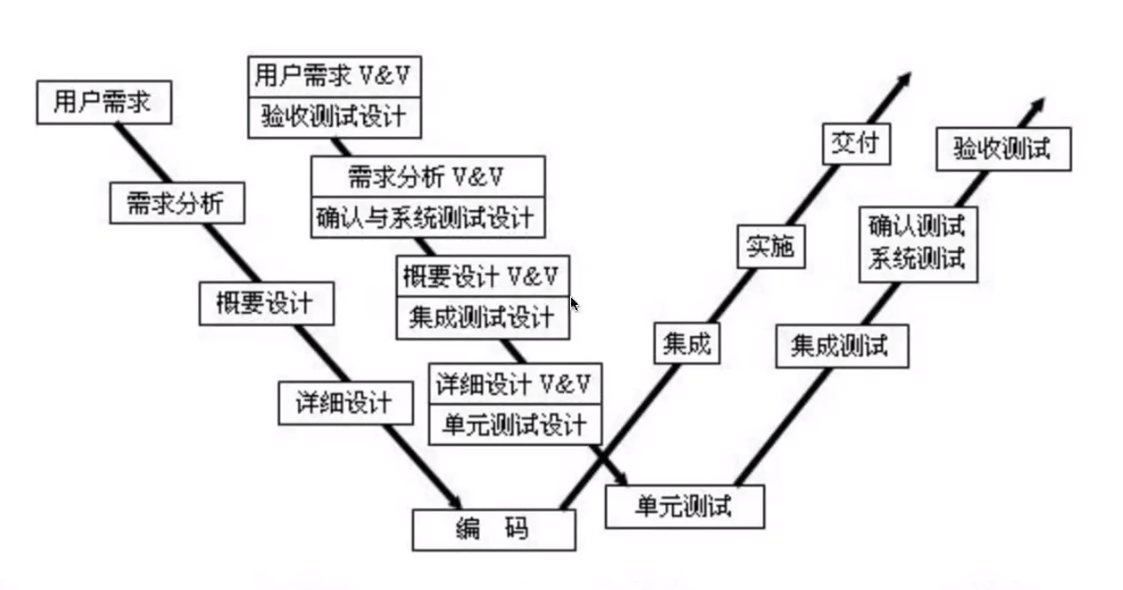 用户需求
需求分析
概要设计
详细设计
编 码
用户需求 V&V
验收测试设计
需求分析 V&V
确认与系统测试设计
概要设计 V&V
集成测试设计
详细设计 V&V
单元测试设计
单元测试
集成
实施
交付
集成测试
确认测试
系统测试
验收测试